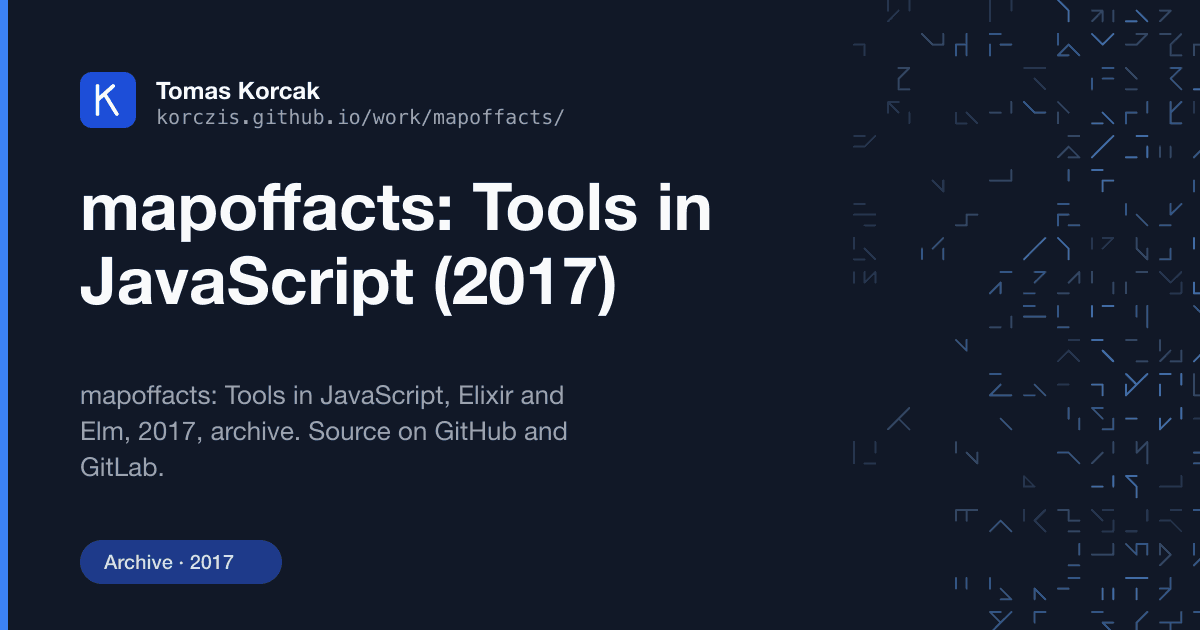 K
Tomas Korcak
korczis.github.io/work/mapoffacts/
mapoffacts: Tools in
JavaScript (2017)
mapoffacts: Tools in JavaScript, Elixir and
Elm, 2017, archive. Source on GitHub and
GitLab.
Archive · 2017